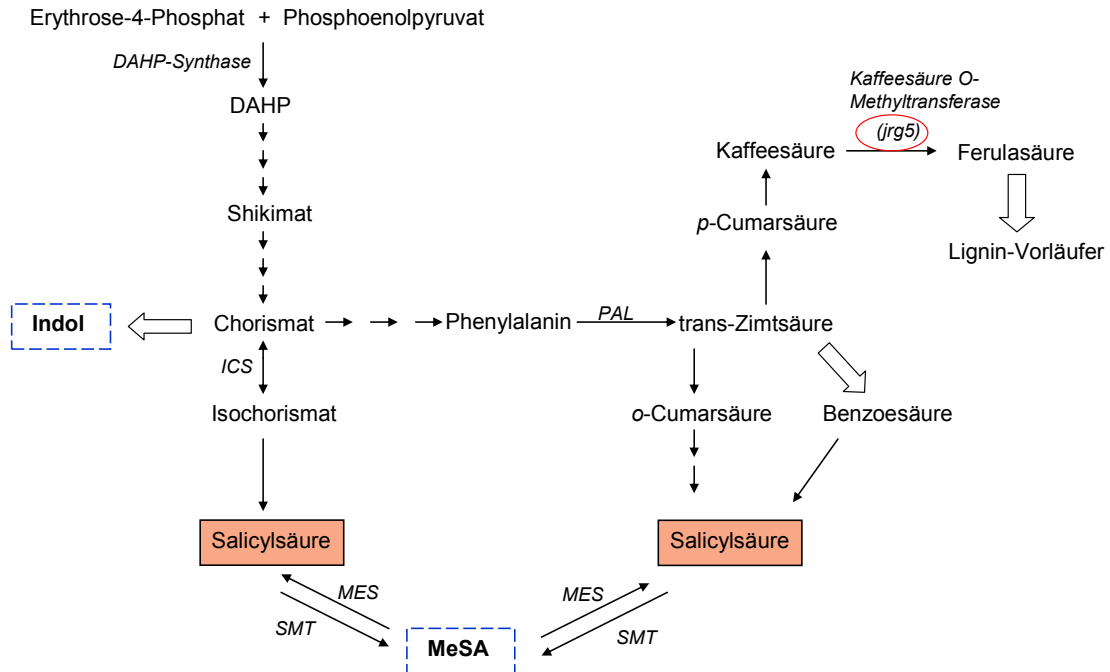 Erythrose-4-Phosphat + Phosphoenolpyruvat
DAHP-Synthase
DAHP
Kaffeesäure O-
Methyltransferase
(jrg5)
Kaffeesäure
Ferulasäure
Shikimat
p-Cumarsäure
Lignin-Vorläufer
Indol
Chorismat
Phenylalanin
PAL
trans-Zimtsäure
ICS
Isochorismat
o-Cumarsäure
Benzoesäure
Salicylsäure
Salicylsäure
MES
SMT
MES
SMT
MeSA